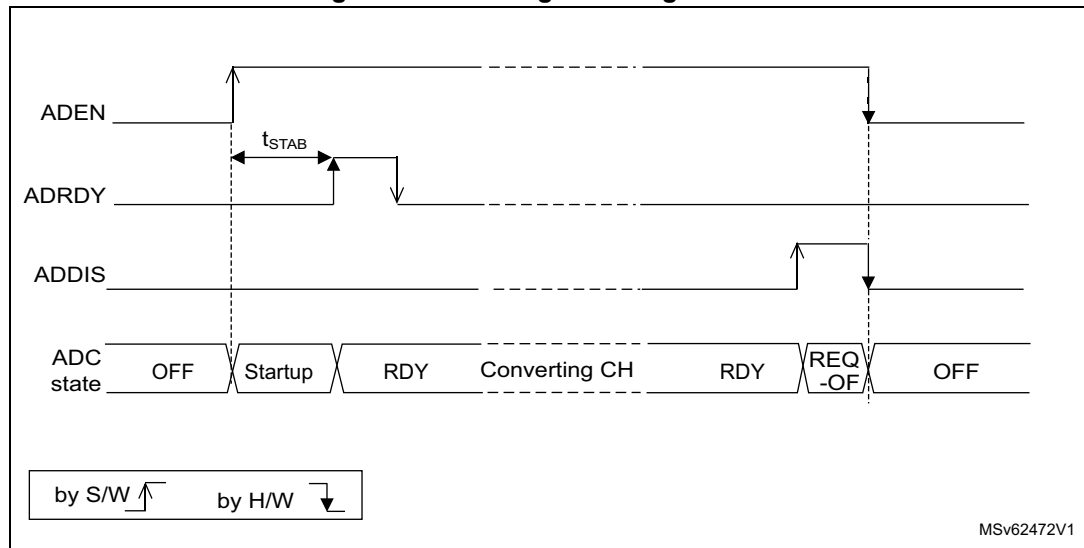 ADEN
tSTAB
ADRDY
ADDIS
ADC
state
OFF
Startup
RDY
Converting CH
RDY
REQ
-OF
OFF
by S/W
by H/W
MSv62472V1